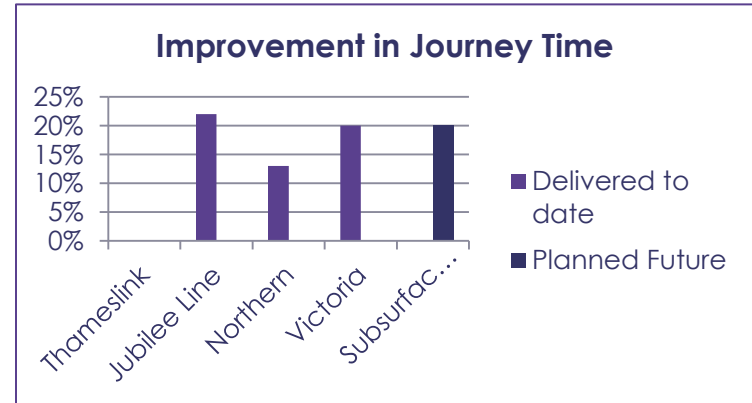 Improvement in Journey Time
25%
20%
15%
10%
5%
0%
Thameslink
Jubilee Line
Northern
Victoria
Subsurfac...
Delivered to
date
Planned Future